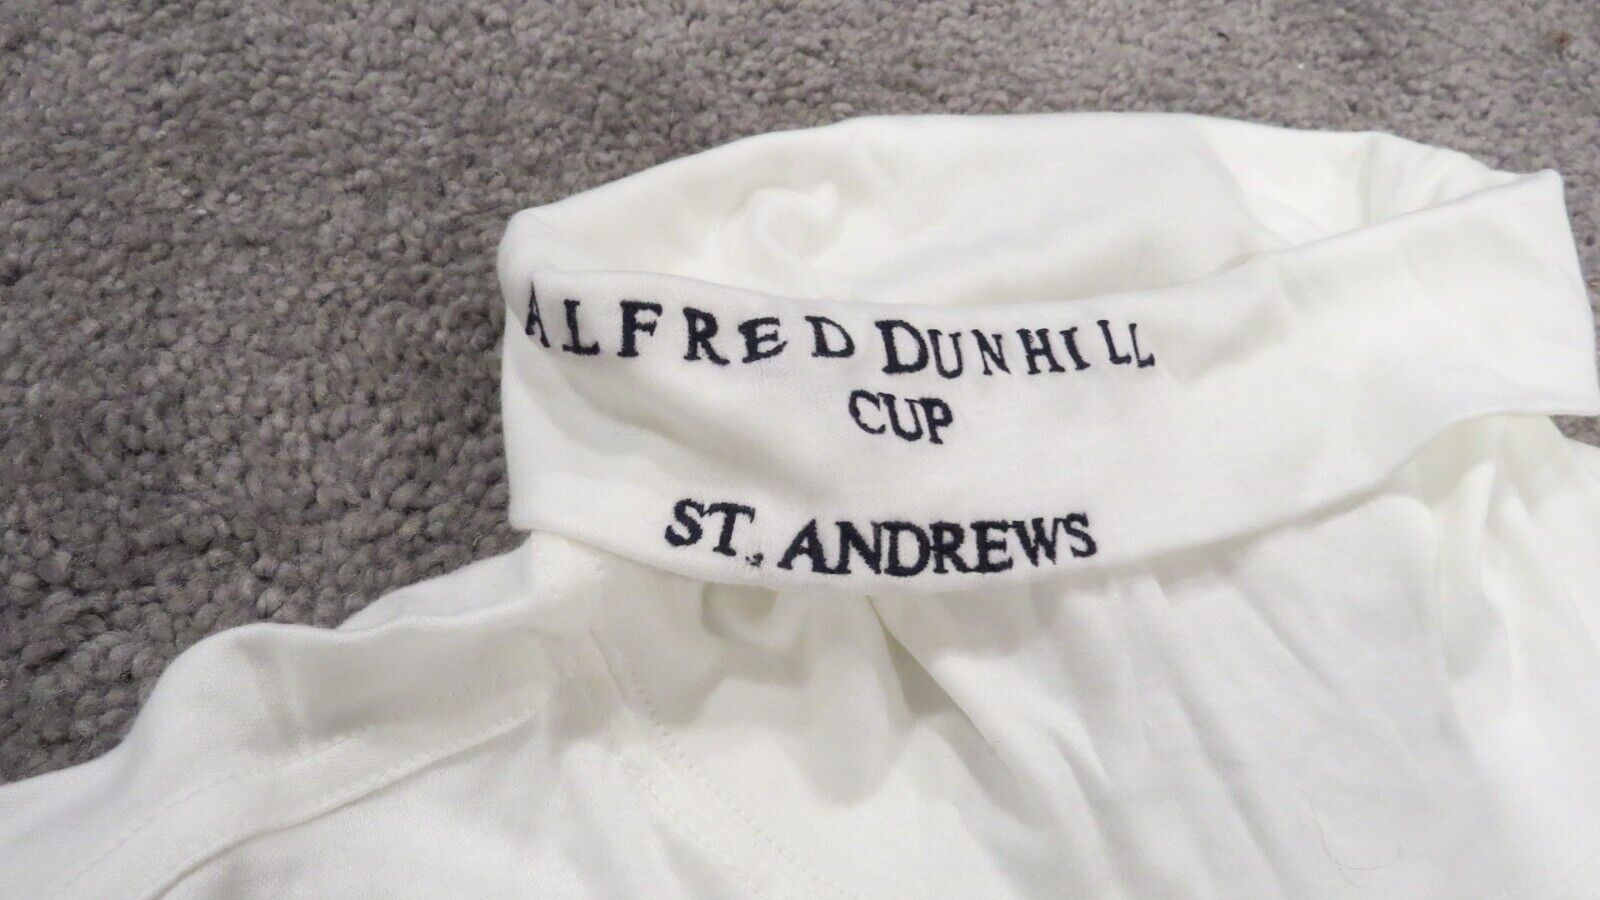 ALFRED DUNHILL
CUP
ST. ANDREWS